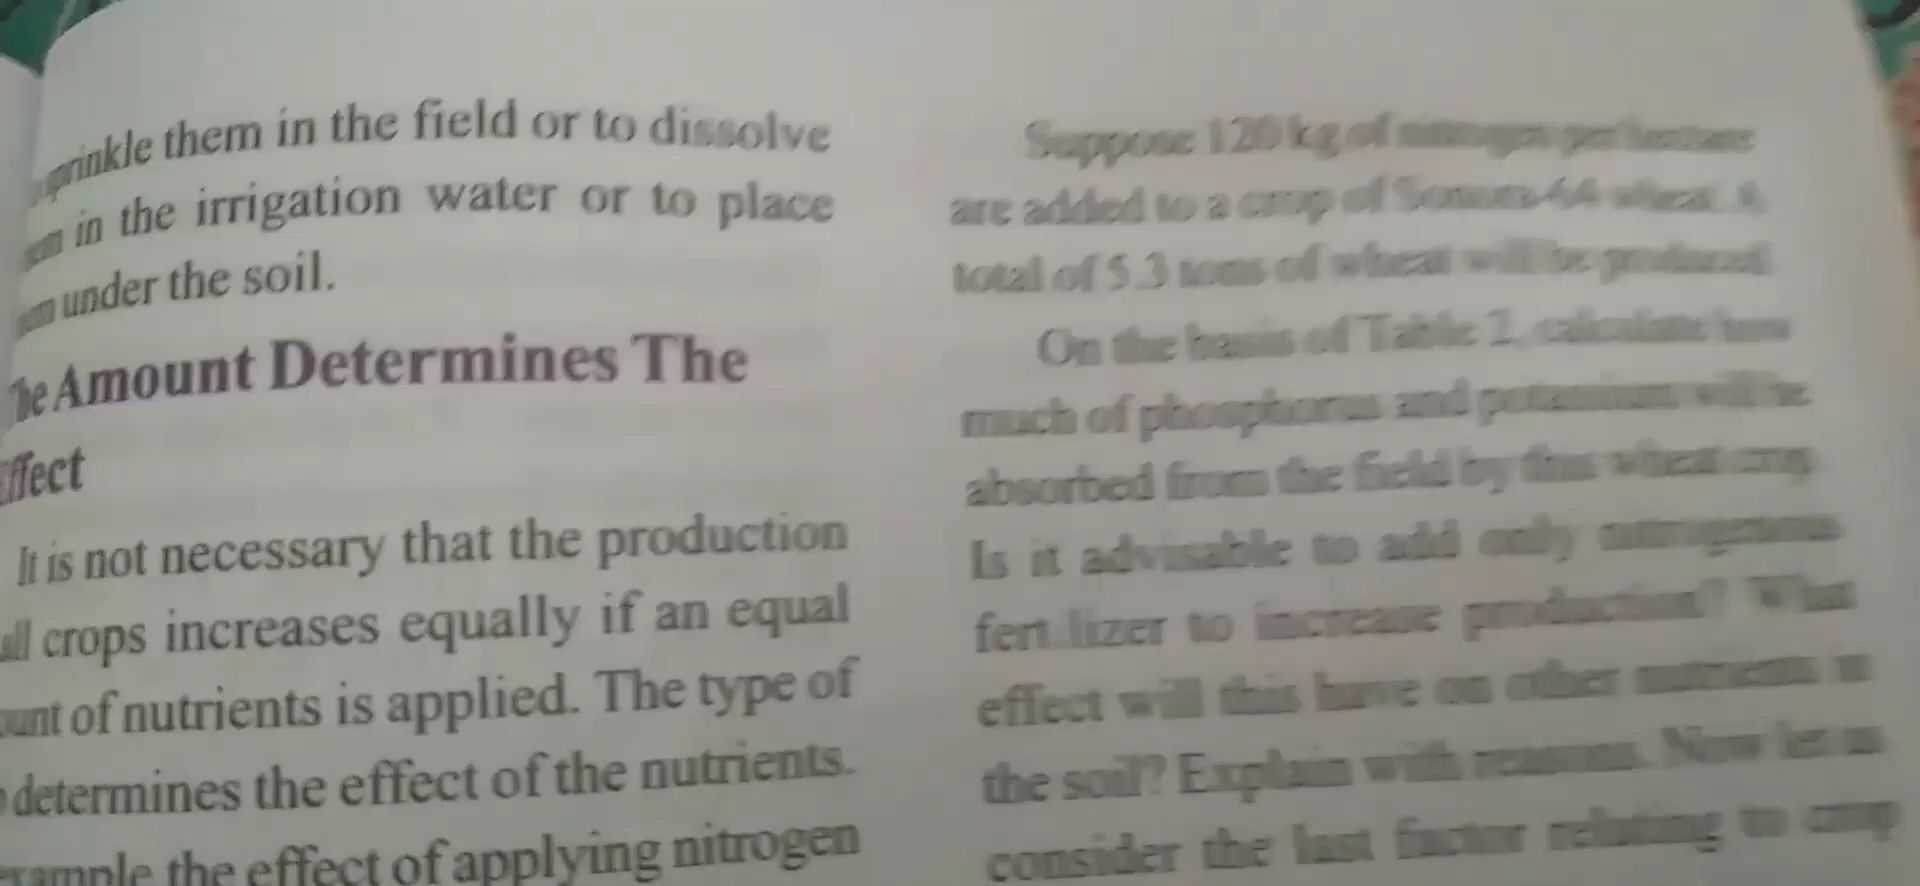 sprinkle them in the field or to dissolve
in the irrigation water or to place
under the soil.
The Amount Determines The
Effect
It is not necessary that the production
all crops increases equally if an equal
of nutrients is applied. The type of
determines the effect of the nutrients.
example the effect of applying nitrogen
Suppose 120 kg of nitrogen per hectare
are added to a crop of Sonora-64 wheat. A
total of 5.3 tons of wheat will be produced.
On the basis of Table 2, calculate how
much of phosphorus and potassium will be
absorbed from the field by this wheat crop.
Is it advisable to add only nitrogenous
fertilizer to increase production? What
effect will this have on other nutrients in
the soil? Explain with reasons. Now let us
consider the last factor relating to crop